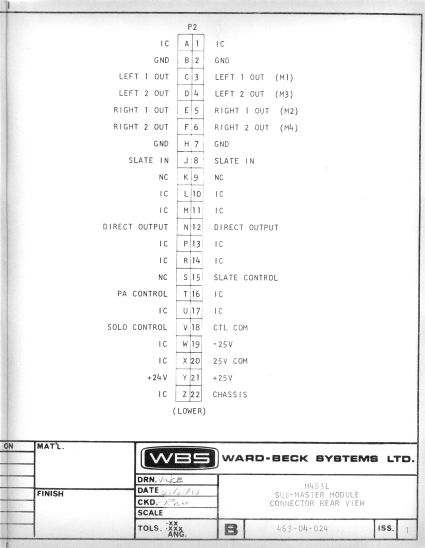 P2
IC A 1 IC
GND B 2 GND
LEFT 1 OUT C 3 LEFT 1 OUT (M1)
LEFT 2 OUT D 4 LEFT 2 OUT (M3)
RIGHT 1 OUT E 5 RIGHT 1 OUT (M2)
RIGHT 2 OUT F 6 RIGHT 2 OUT (M4)
GND H 7 GND
SLATE IN J 8 SLATE IN
NC K 9 NC
IC L 10 IC
IC M 11 IC
DIRECT OUTPUT N 12 DIRECT OUTPUT
IC P 13 IC
IC R 14 IC
NC S 15 SLATE CONTROL
PA CONTROL T 16 IC
IC U 17 IC
SOLO CONTROL V 18 CTL COM
IC W 19 -25V
IC X 20 25V COM
+24V Y 21 +25V
IC Z 22 CHASSIS
(LOWER)
ON
MAT'L.
WBS WARD-BECK SYSTEMS LTD.
DRN. VINCE
DATE
CKD.
SCALE
TOLS. .XX .XXX ANG.
FINISH
M463L
SUB-MASTER MODULE
CONNECTOR REAR VIEW
B 463-04-024 ISS. 1